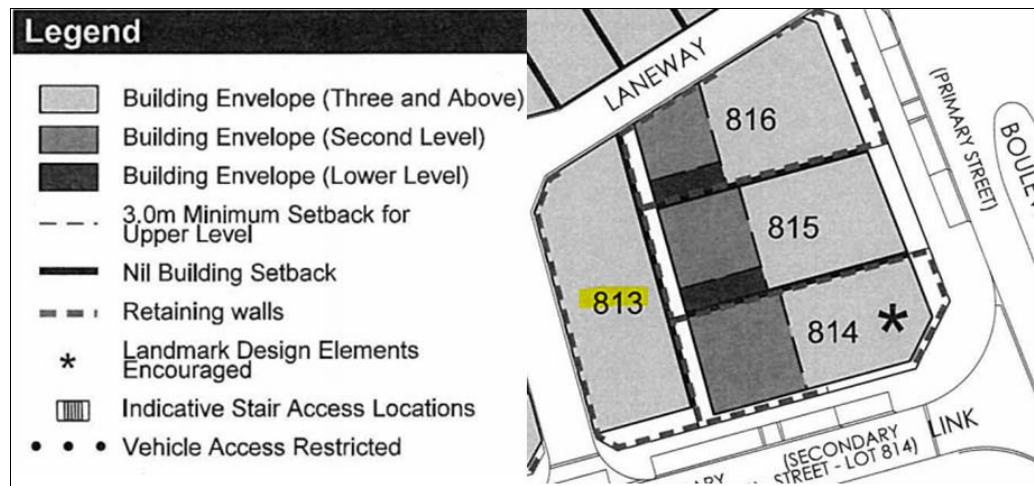 Legend
Building Envelope (Three and Above)
Building Envelope (Second Level)
Building Envelope (Lower Level)
3.0m Minimum Setback for
Upper Level
Nil Building Setback
Retaining walls
* Landmark Design Elements
Encouraged
Indicative Stair Access Locations
Vehicle Access Restricted
LANEWAY
816
(PRIMARY STREET)
815
813
814
*
LINK
(SECONDARY
STREET - LOT 814)